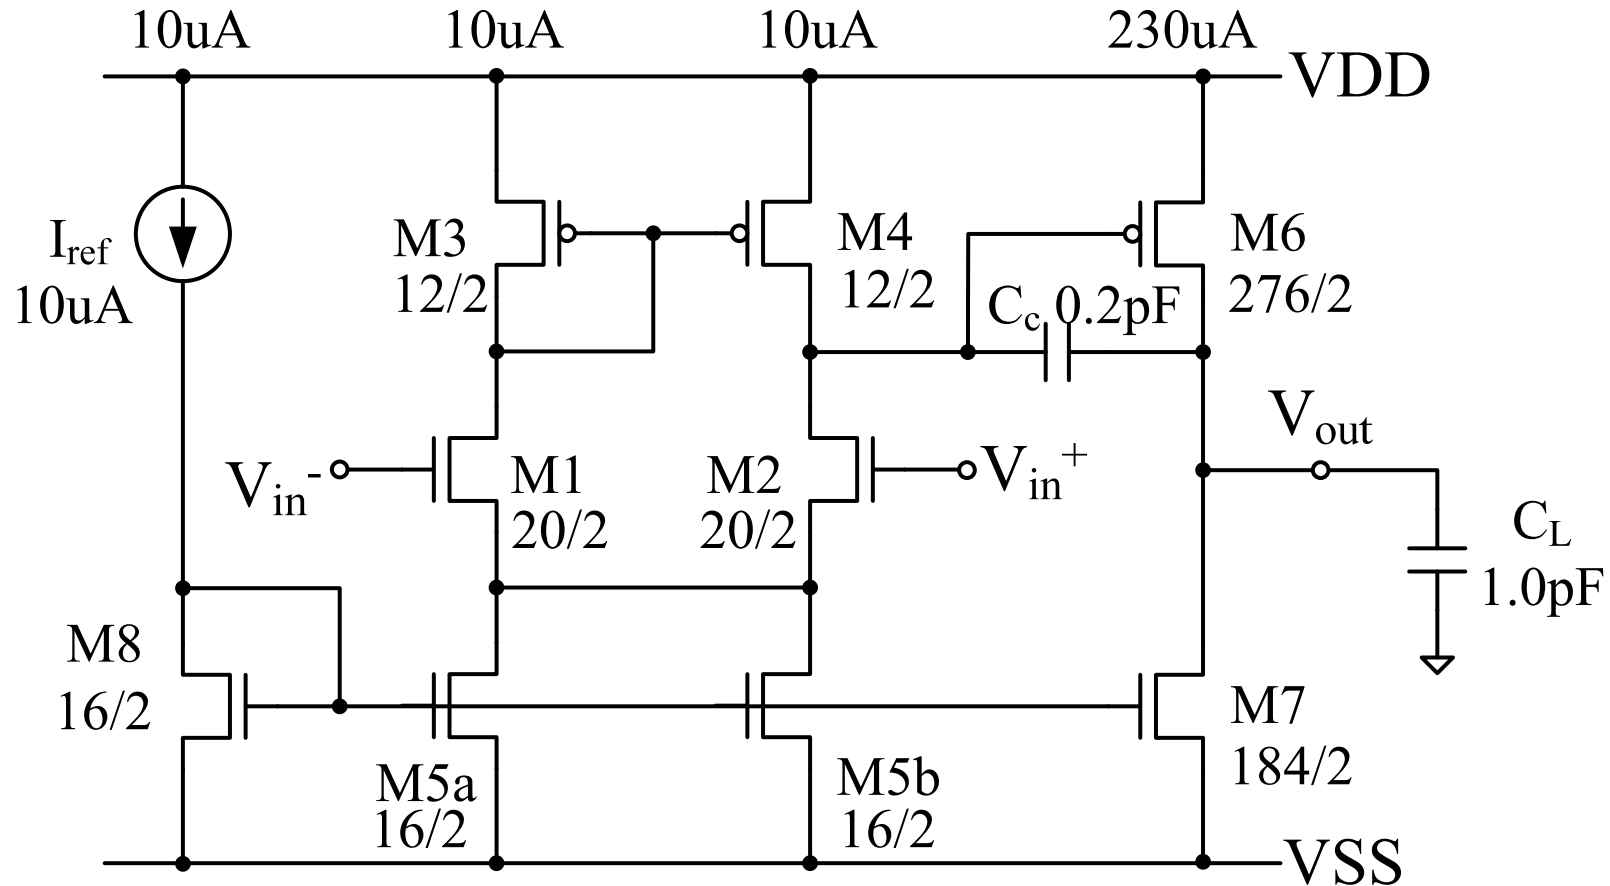 10uA 10uA 10uA 230uA
VDD
Iref
10uA
M3
12/2
M4
12/2
M6
276/2
Cc 0.2pF
Vout
Vin-
M1
20/2
M2
20/2
Vin+
CL
1.0pF
M8
16/2
M5a
16/2
M5b
16/2
M7
184/2
VSS